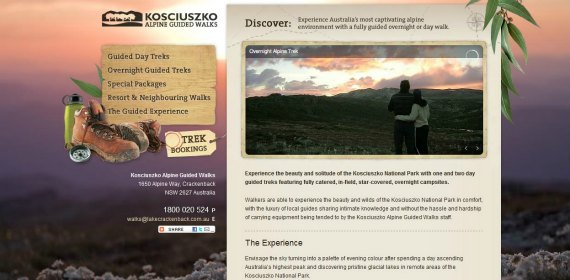 KOSCIUSZKO
ALPINE GUIDED WALKS
Guided Day Treks
Overnight Guided Treks
Special Packages
Resort & Neighbouring Walks
The Guided Experience
TREK
BOOKINGS
Kosciuszko Alpine Guided Walks
1650 Alpine Way, Crackenback
NSW 2627 Australia
1800 020 524 P
walks@lakecrackenback.com.au E
SHARE
Discover: Experience Australia's most captivating alpine
environment with a fully guided overnight or day walk.
Overnight Alpine Trek
Experience the beauty and solitude of the Kosciuszko National Park with one and two day
guided treks featuring fully catered, in-field, star-covered, overnight campsites.
Walkers are able to experience the beauty and wilds of the Kosciuszko National Park in comfort,
with the luxury of local guides sharing intimate knowledge and without the hassle and hardship
of carrying equipment being tended to by the Kosciuszko Alpine Guided Walks staff.
The Experience
Envisage the sky turning into a palette of evening colour after spending a day ascending
Australia's highest peak and discovering pristine glacial lakes in remote areas of the
Kosciuszko National Park.